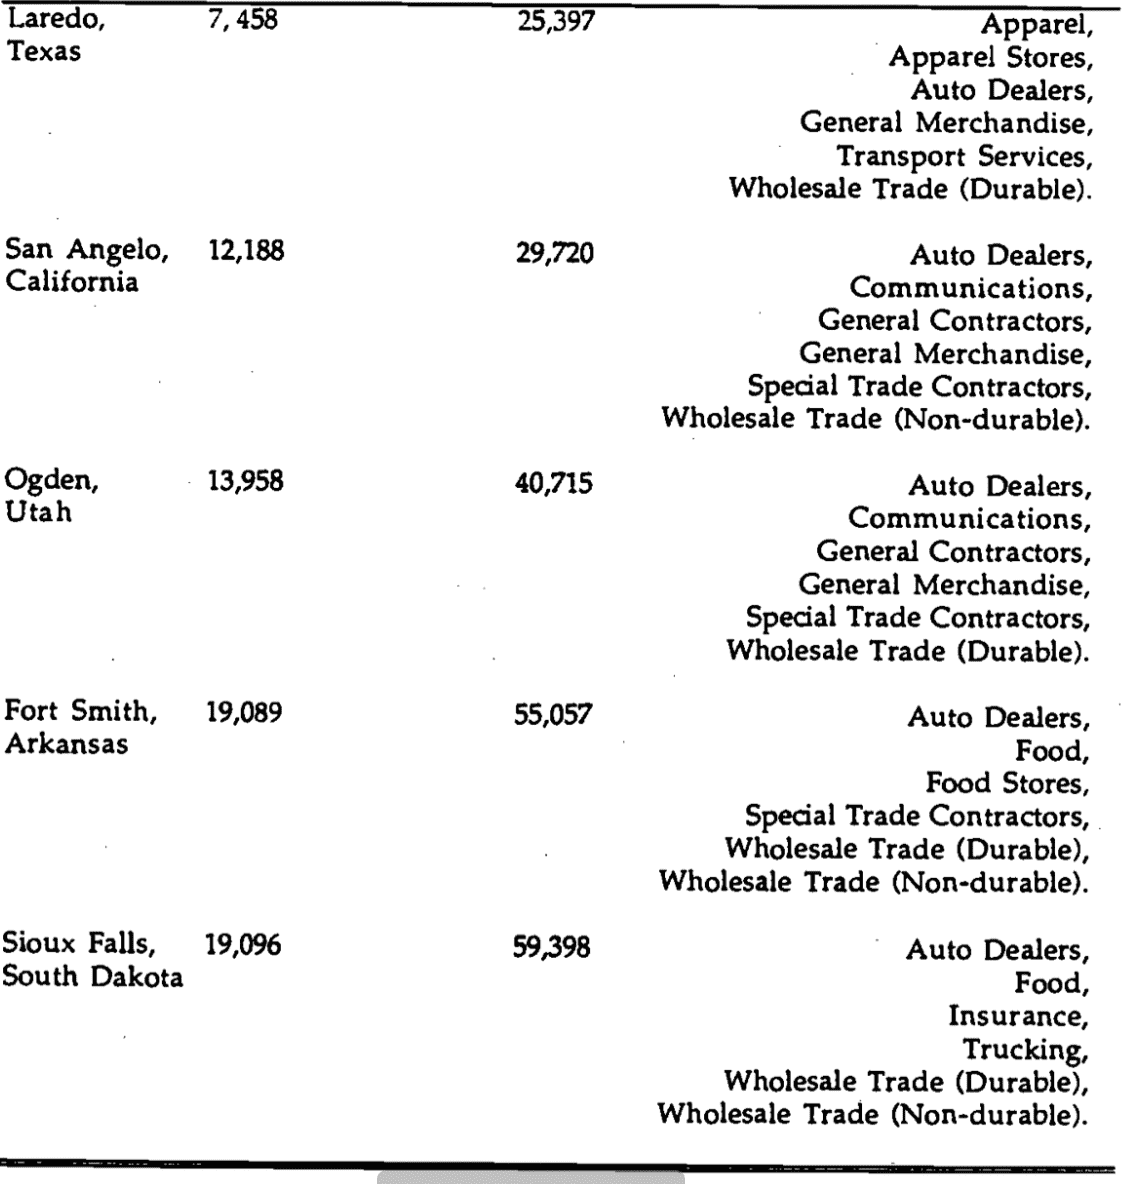 Laredo, 7,458 25,397 Apparel,
Texas Apparel Stores,
Auto Dealers,
General Merchandise,
Transport Services,
Wholesale Trade (Durable).
San Angelo, 12,188 29,720 Auto Dealers,
California Communications,
General Contractors,
General Merchandise,
Special Trade Contractors,
Wholesale Trade (Non-durable).
Ogden, 13,958 40,715 Auto Dealers,
Utah Communications,
General Contractors,
General Merchandise,
Special Trade Contractors,
Wholesale Trade (Durable).
Fort Smith, 19,089 55,057 Auto Dealers,
Arkansas Food,
Food Stores,
Special Trade Contractors,
Wholesale Trade (Durable),
Wholesale Trade (Non-durable).
Sioux Falls, 19,096 59,398 Auto Dealers,
South Dakota Food,
Insurance,
Trucking,
Wholesale Trade (Durable),
Wholesale Trade (Non-durable).